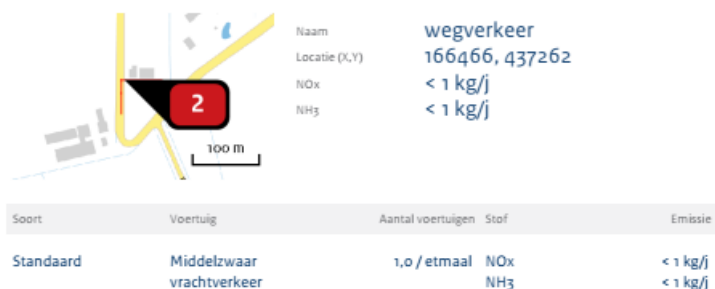 Naam wegverkeer
Locatie (X,Y) 166466, 437262
NOx < 1 kg/j
NH3 < 1 kg/j
2
100 m
Soort Voertuig Aantal voertuigen Stof Emissie
Standaard Middelzwaar 1,0 / etmaal NOx < 1 kg/j
vrachtverkeer NH3 < 1 kg/j